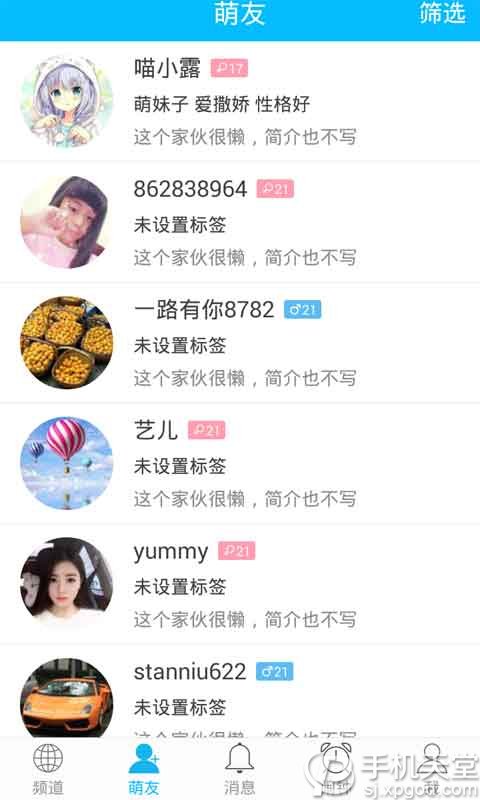 萌友
筛选
喵小露 17
萌妹子 爱撒娇 性格好
这个家伙很懒，简介也不写
862838964 21
未设置标签
这个家伙很懒，简介也不写
一路有你8782 ♂21
未设置标签
这个家伙很懒，简介也不写
艺儿 21
未设置标签
这个家伙很懒，简介也不写
yummy 21
未设置标签
这个家伙很懒，简介也不写
stanniu622 ♂21
未设置标签
这个家伙很懒，简介也不写
频道
萌友
消息
手机天堂
sj.xpgod.com